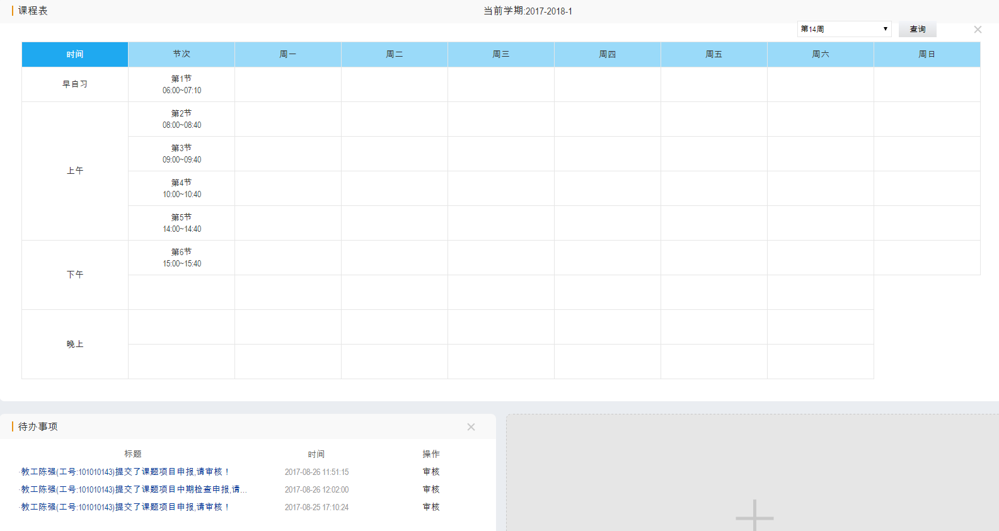 课程表
当前学期:2017-2018-1
第14周
查询
时间 节次 周一 周二 周三 周四 周五 周六 周日
早自习
第1节
06:00~07:10
上午
第2节
08:00~08:40
第3节
09:00~09:40
第4节
10:00~10:40
第5节
14:00~14:40
下午
第6节
15:00~15:40
晚上
待办事项
标题 时间 操作
·教工陈强(工号:101010143)提交了课题项目申报,请审核！ 2017-08-26 11:51:15 审核
·教工陈强(工号:101010143)提交了课题项目中期检查申报,请... 2017-08-26 12:02:00 审核
·教工陈强(工号:101010143)提交了课题项目申报,请审核！ 2017-08-25 17:10:24 审核